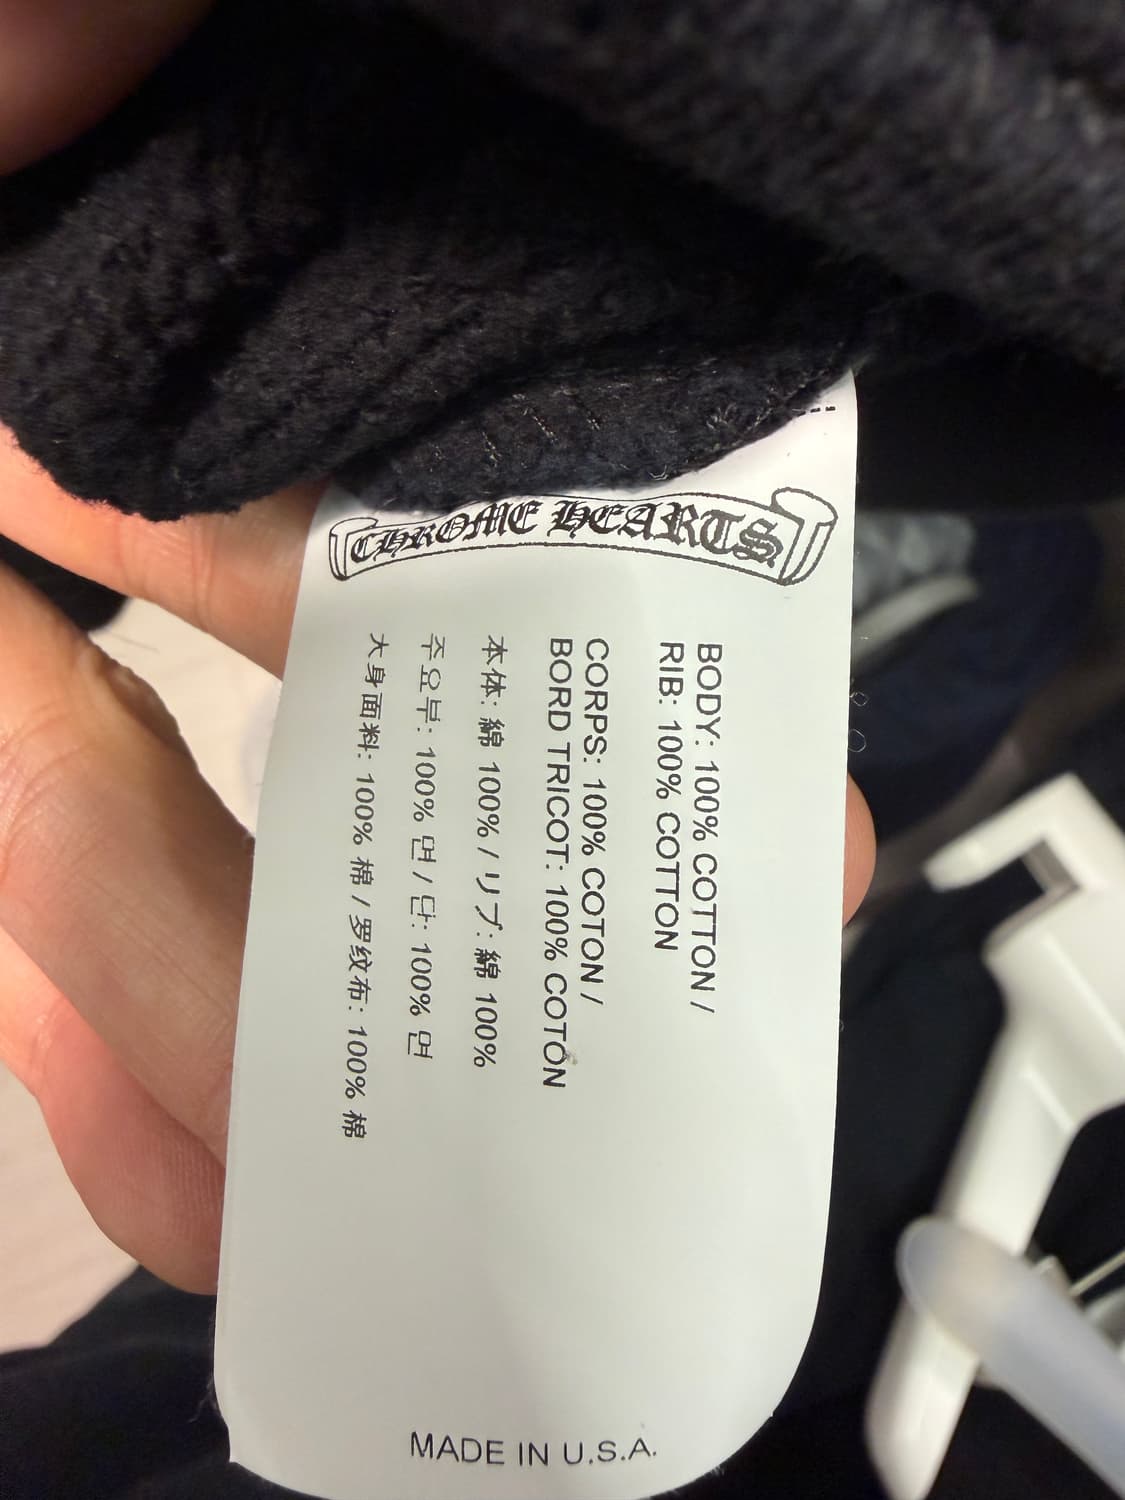 CHROME HEARTS
BODY: 100% COTTON /
RIB: 100% COTTON
CORPS: 100% COTON /
BORD TRICOT: 100% COTON
本体: 綿 100% / リブ: 綿 100%
주요부: 100% 면 / 단: 100% 면
大身面料: 100% 棉 / 罗纹布: 100% 棉
MADE IN U.S.A.